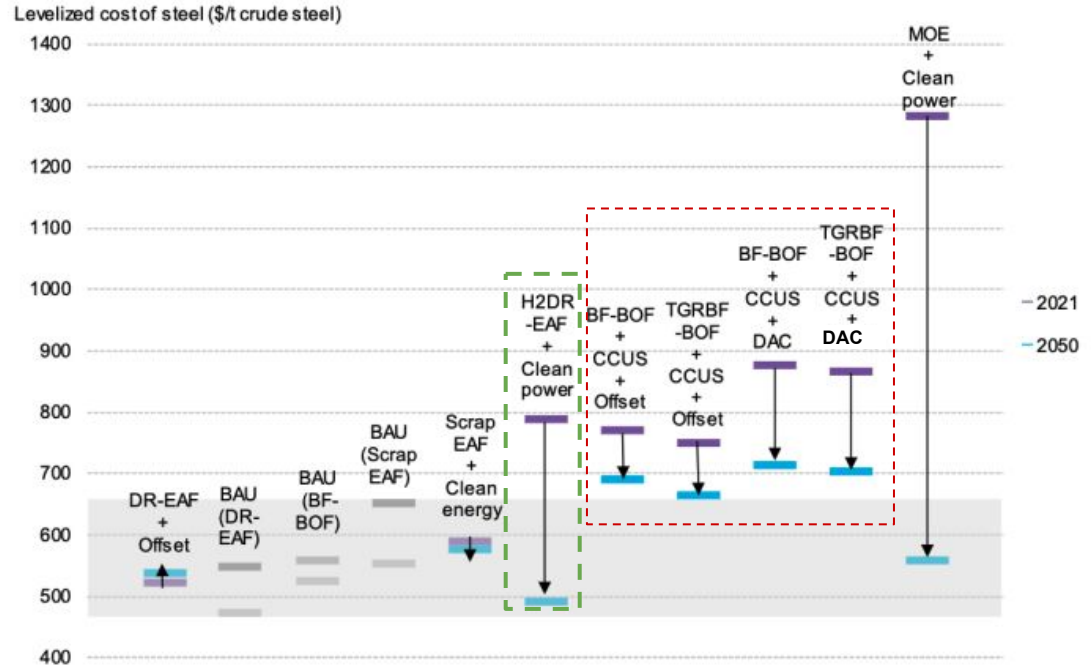 Levelized cost of steel ($/t crude steel)
1400
1300
1200
1100
1000
900
800
700
600
500
400
DR-EAF
+
Offset
BAU
(DR-
EAF)
BAU
(BF-
BOF)
BAU
(Scrap
EAF)
Scrap
EAF
+
Clean
energy
H2DR
-EAF
+
Clean
power
BF-BOF
+
CCUS
+
Offset
TGRBF
-BOF
+
CCUS
+
Offset
BF-BOF
+
CCUS
+
DAC
TGRBF
-BOF
+
CCUS
+
DAC
MOE
+
Clean
power
2021
2050